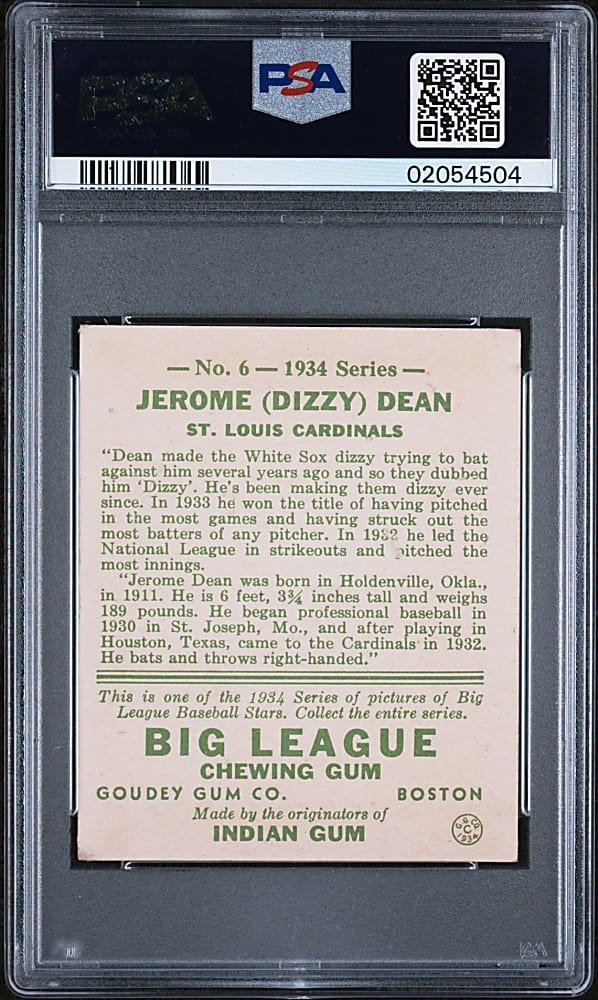 PSA
PSA
02054504
— No. 6 — 1934 Series —
JEROME (DIZZY) DEAN
ST. LOUIS CARDINALS
"Dean made the White Sox dizzy trying to bat
against him several years ago and so they dubbed
him 'Dizzy'. He's been making them dizzy ever
since. In 1933 he won the title of having pitched
in the most games and having struck out the
most batters of any pitcher. In 1932 he led the
National League in strikeouts and pitched the
most innings.
"Jerome Dean was born in Holdenville, Okla.,
in 1911. He is 6 feet, 3¾ inches tall and weighs
189 pounds. He began professional baseball in
1930 in St. Joseph, Mo., and after playing in
Houston, Texas, came to the Cardinals in 1932.
He bats and throws right-handed."
This is one of the 1934 Series of pictures of Big
League Baseball Stars. Collect the entire series.
BIG LEAGUE
CHEWING GUM
GOUDEY GUM CO. BOSTON
Made by the originators of
INDIAN GUM
G.G.CO.
C
1934
PSA